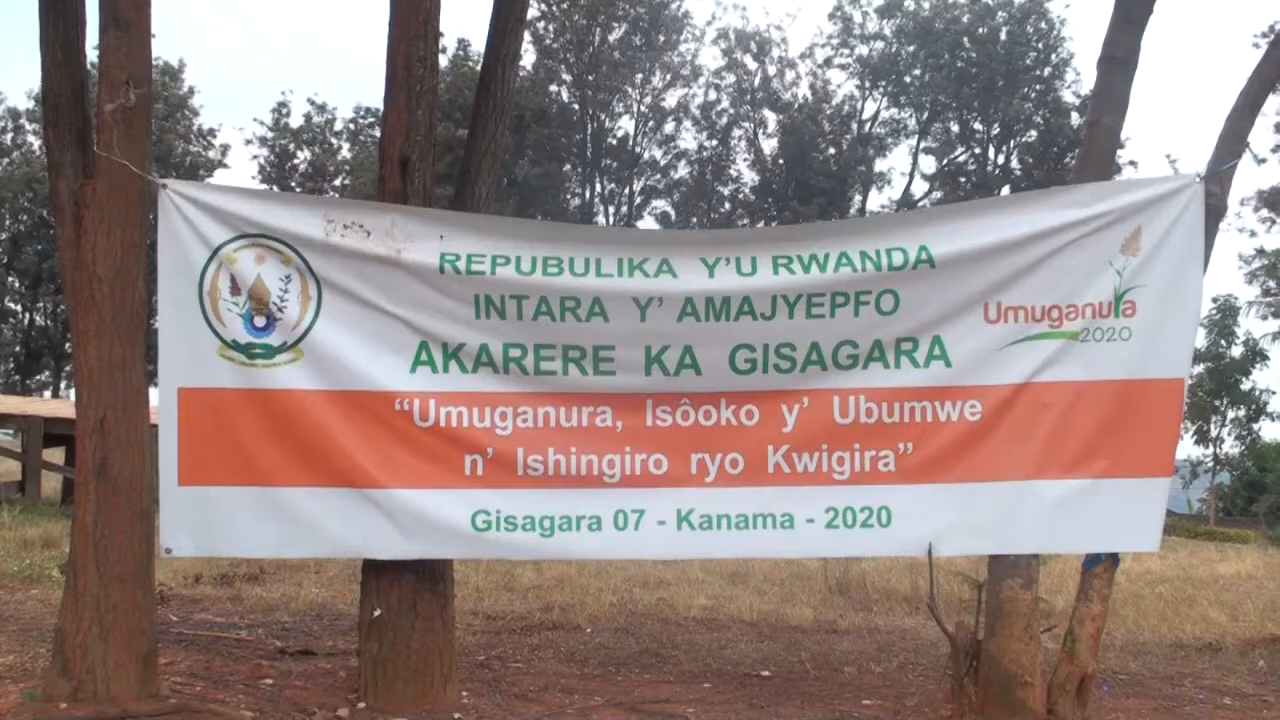 REPUBULIKA Y'U RWANDA
INTARA Y' AMAJYEPFO
AKARERE KA GISAGARA
Umuganura
2020
“Umuganura, Isôoko y' Ubumwe
n' Ishingiro ryo Kwigira”
Gisagara 07 - Kanama - 2020